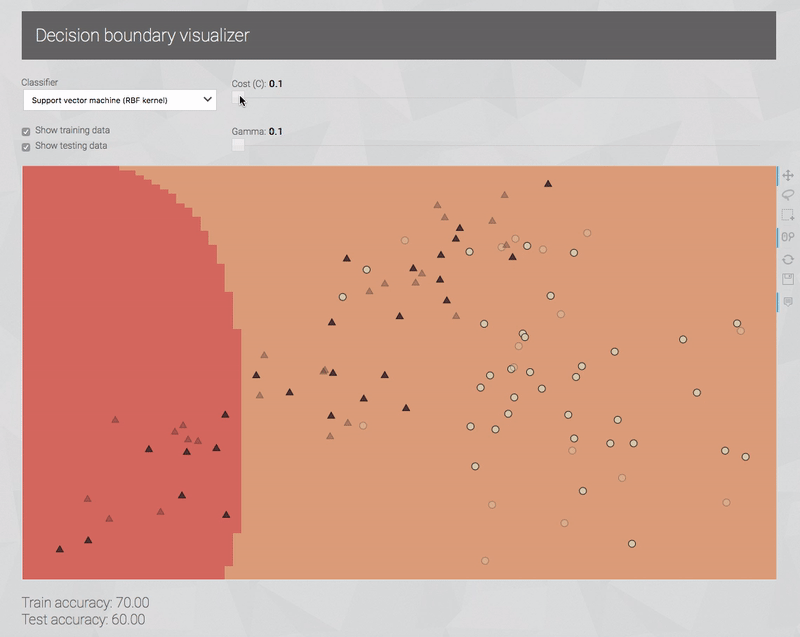 Decision boundary visualizer
Classifier
Cost (C): 0.1
Support vector machine (RBF kernel)
Show training data
Gamma: 0.1
Show testing data
Train accuracy: 70.00
Test accuracy: 60.00